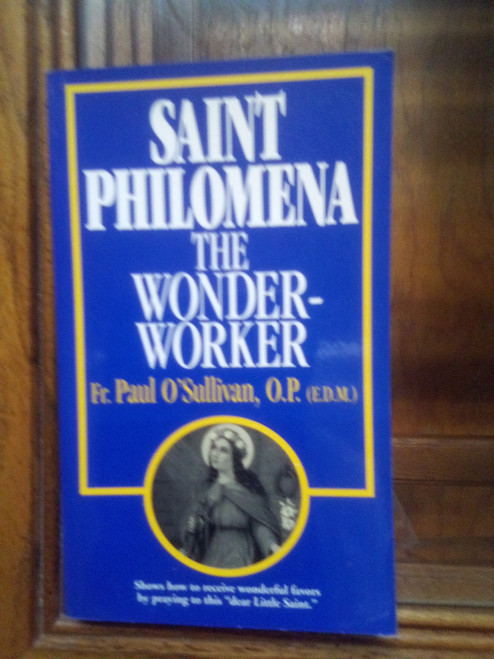 SAINT
PHILOMENA
THE
WONDER-
WORKER
Fr. Paul O'Sullivan, O.P. (E.D.M.)
Shows how to receive wonderful favors
by praying to this "dear Little Saint."